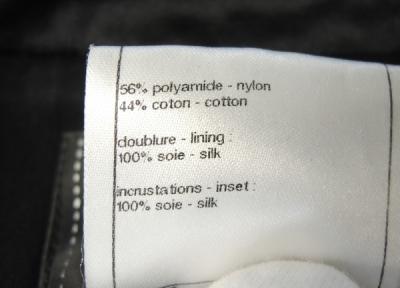 56% polyamide - nylon
44% coton - cotton
doublure - lining :
100% soie - silk
incrustations - inset :
100% soie - silk